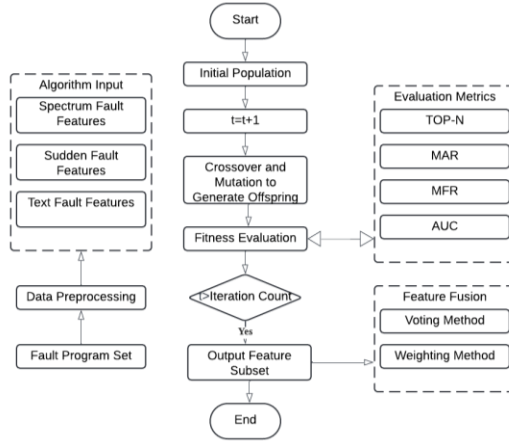 Start
Initial Population
t=t+1
Crossover and
Mutation to
Generate Offspring
Fitness Evaluation
t>Iteration Count
Yes
Output Feature
Subset
End
Algorithm Input
Spectrum Fault
Features
Sudden Fault
Features
Text Fault Features
Data Preprocessing
Fault Program Set
Evaluation Metrics
TOP-N
MAR
MFR
AUC
Feature Fusion
Voting Method
Weighting Method